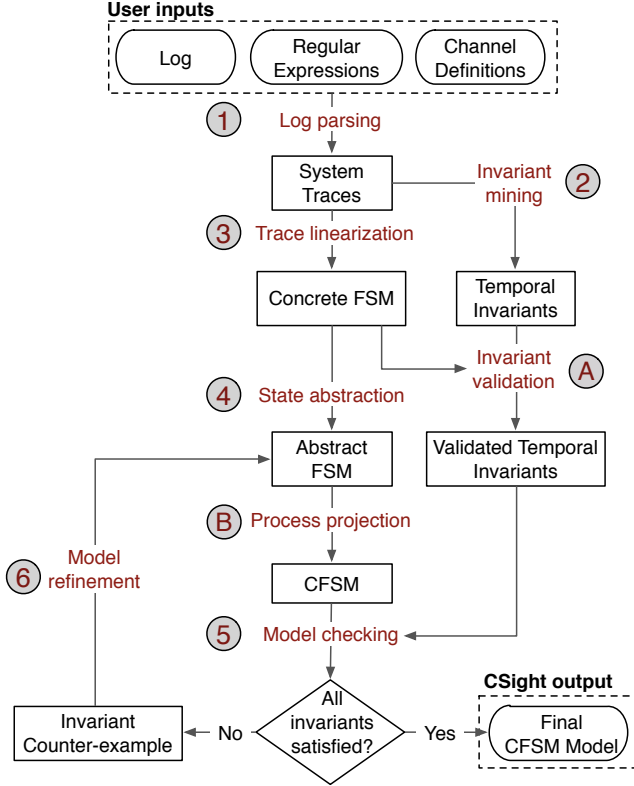 User inputs
Log
Regular
Expressions
Channel
Definitions
1
Log parsing
System
Traces
Invariant
mining
2
3
Trace linearization
Concrete FSM
Temporal
Invariants
Invariant
validation
A
4
State abstraction
Abstract
FSM
Validated Temporal
Invariants
B
Process projection
6
Model
refinement
CFSM
5
Model checking
All
invariants
satisfied?
No
Yes
Invariant
Counter-example
CSight output
Final
CFSM Model